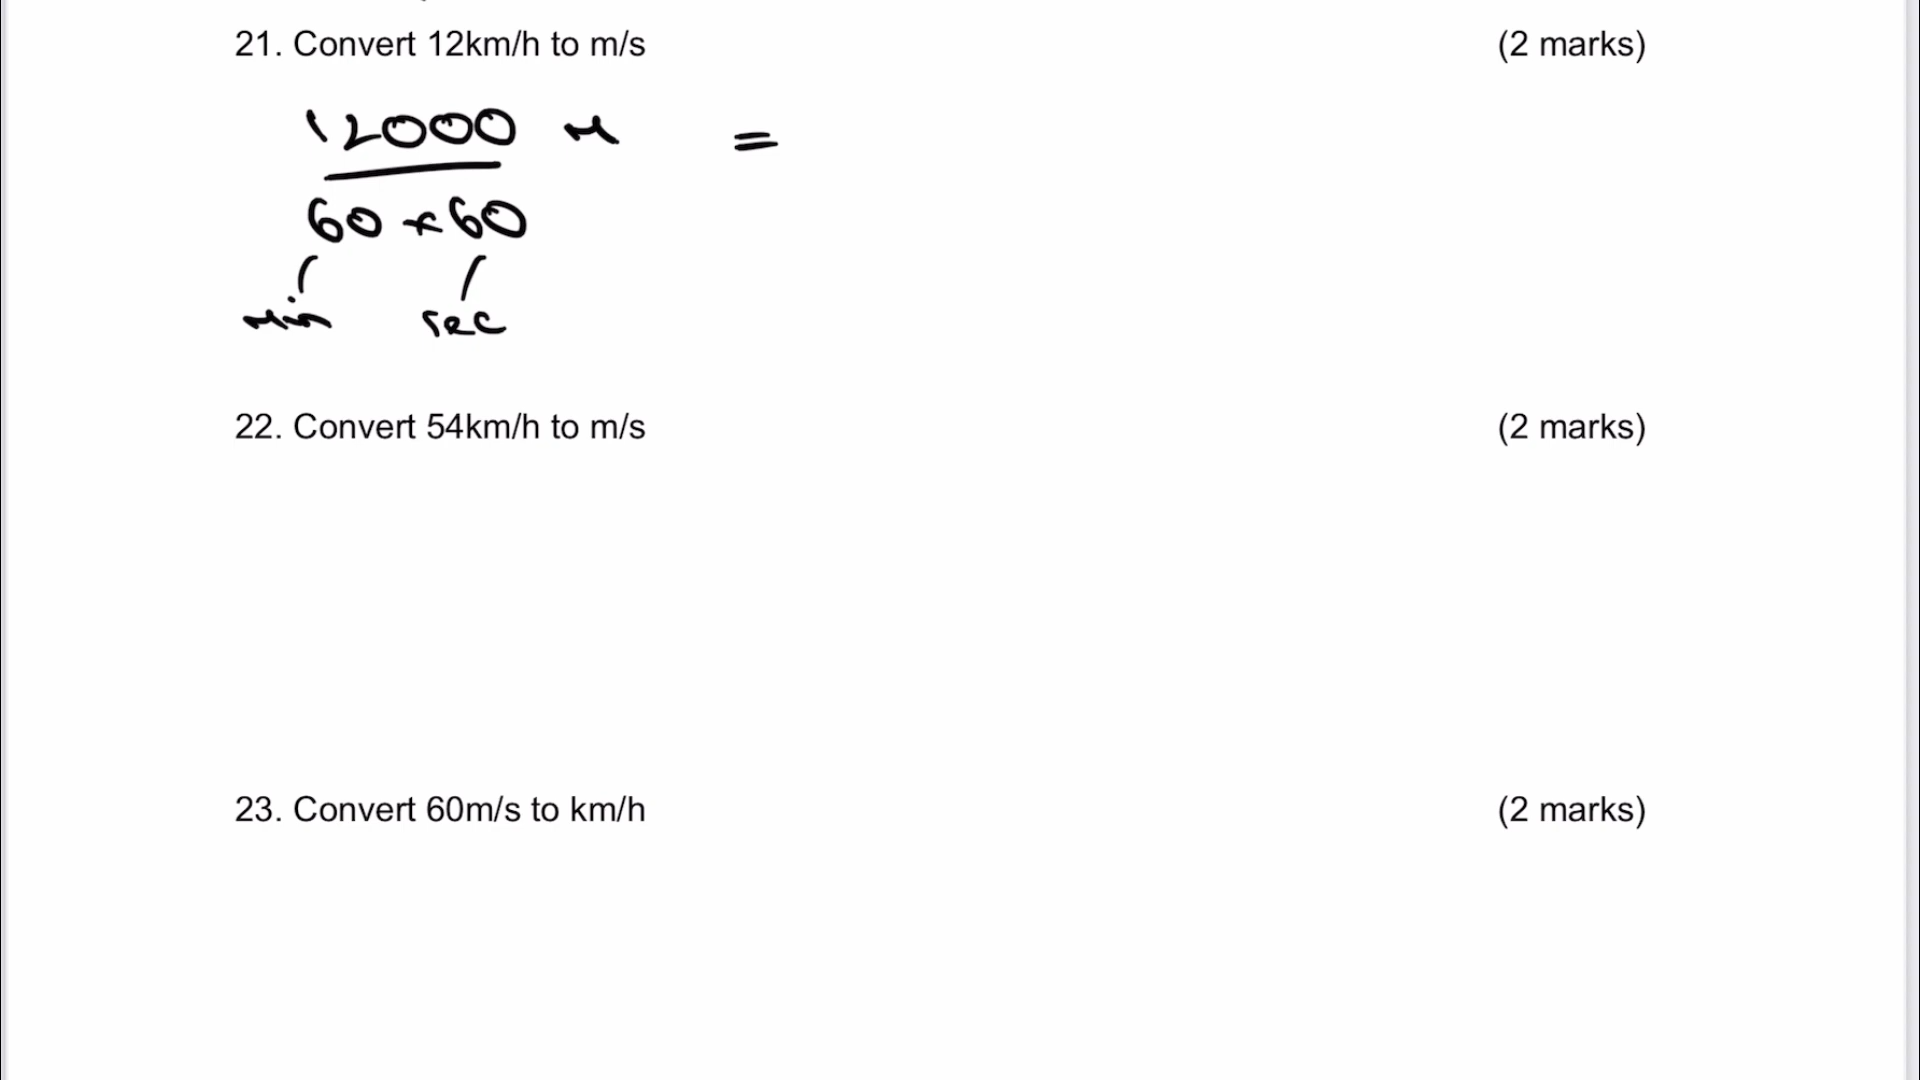 21. Convert 12km/h to m/s (2 marks)
12000 m =
60 × 60
min sec
22. Convert 54km/h to m/s (2 marks)
23. Convert 60m/s to km/h (2 marks)